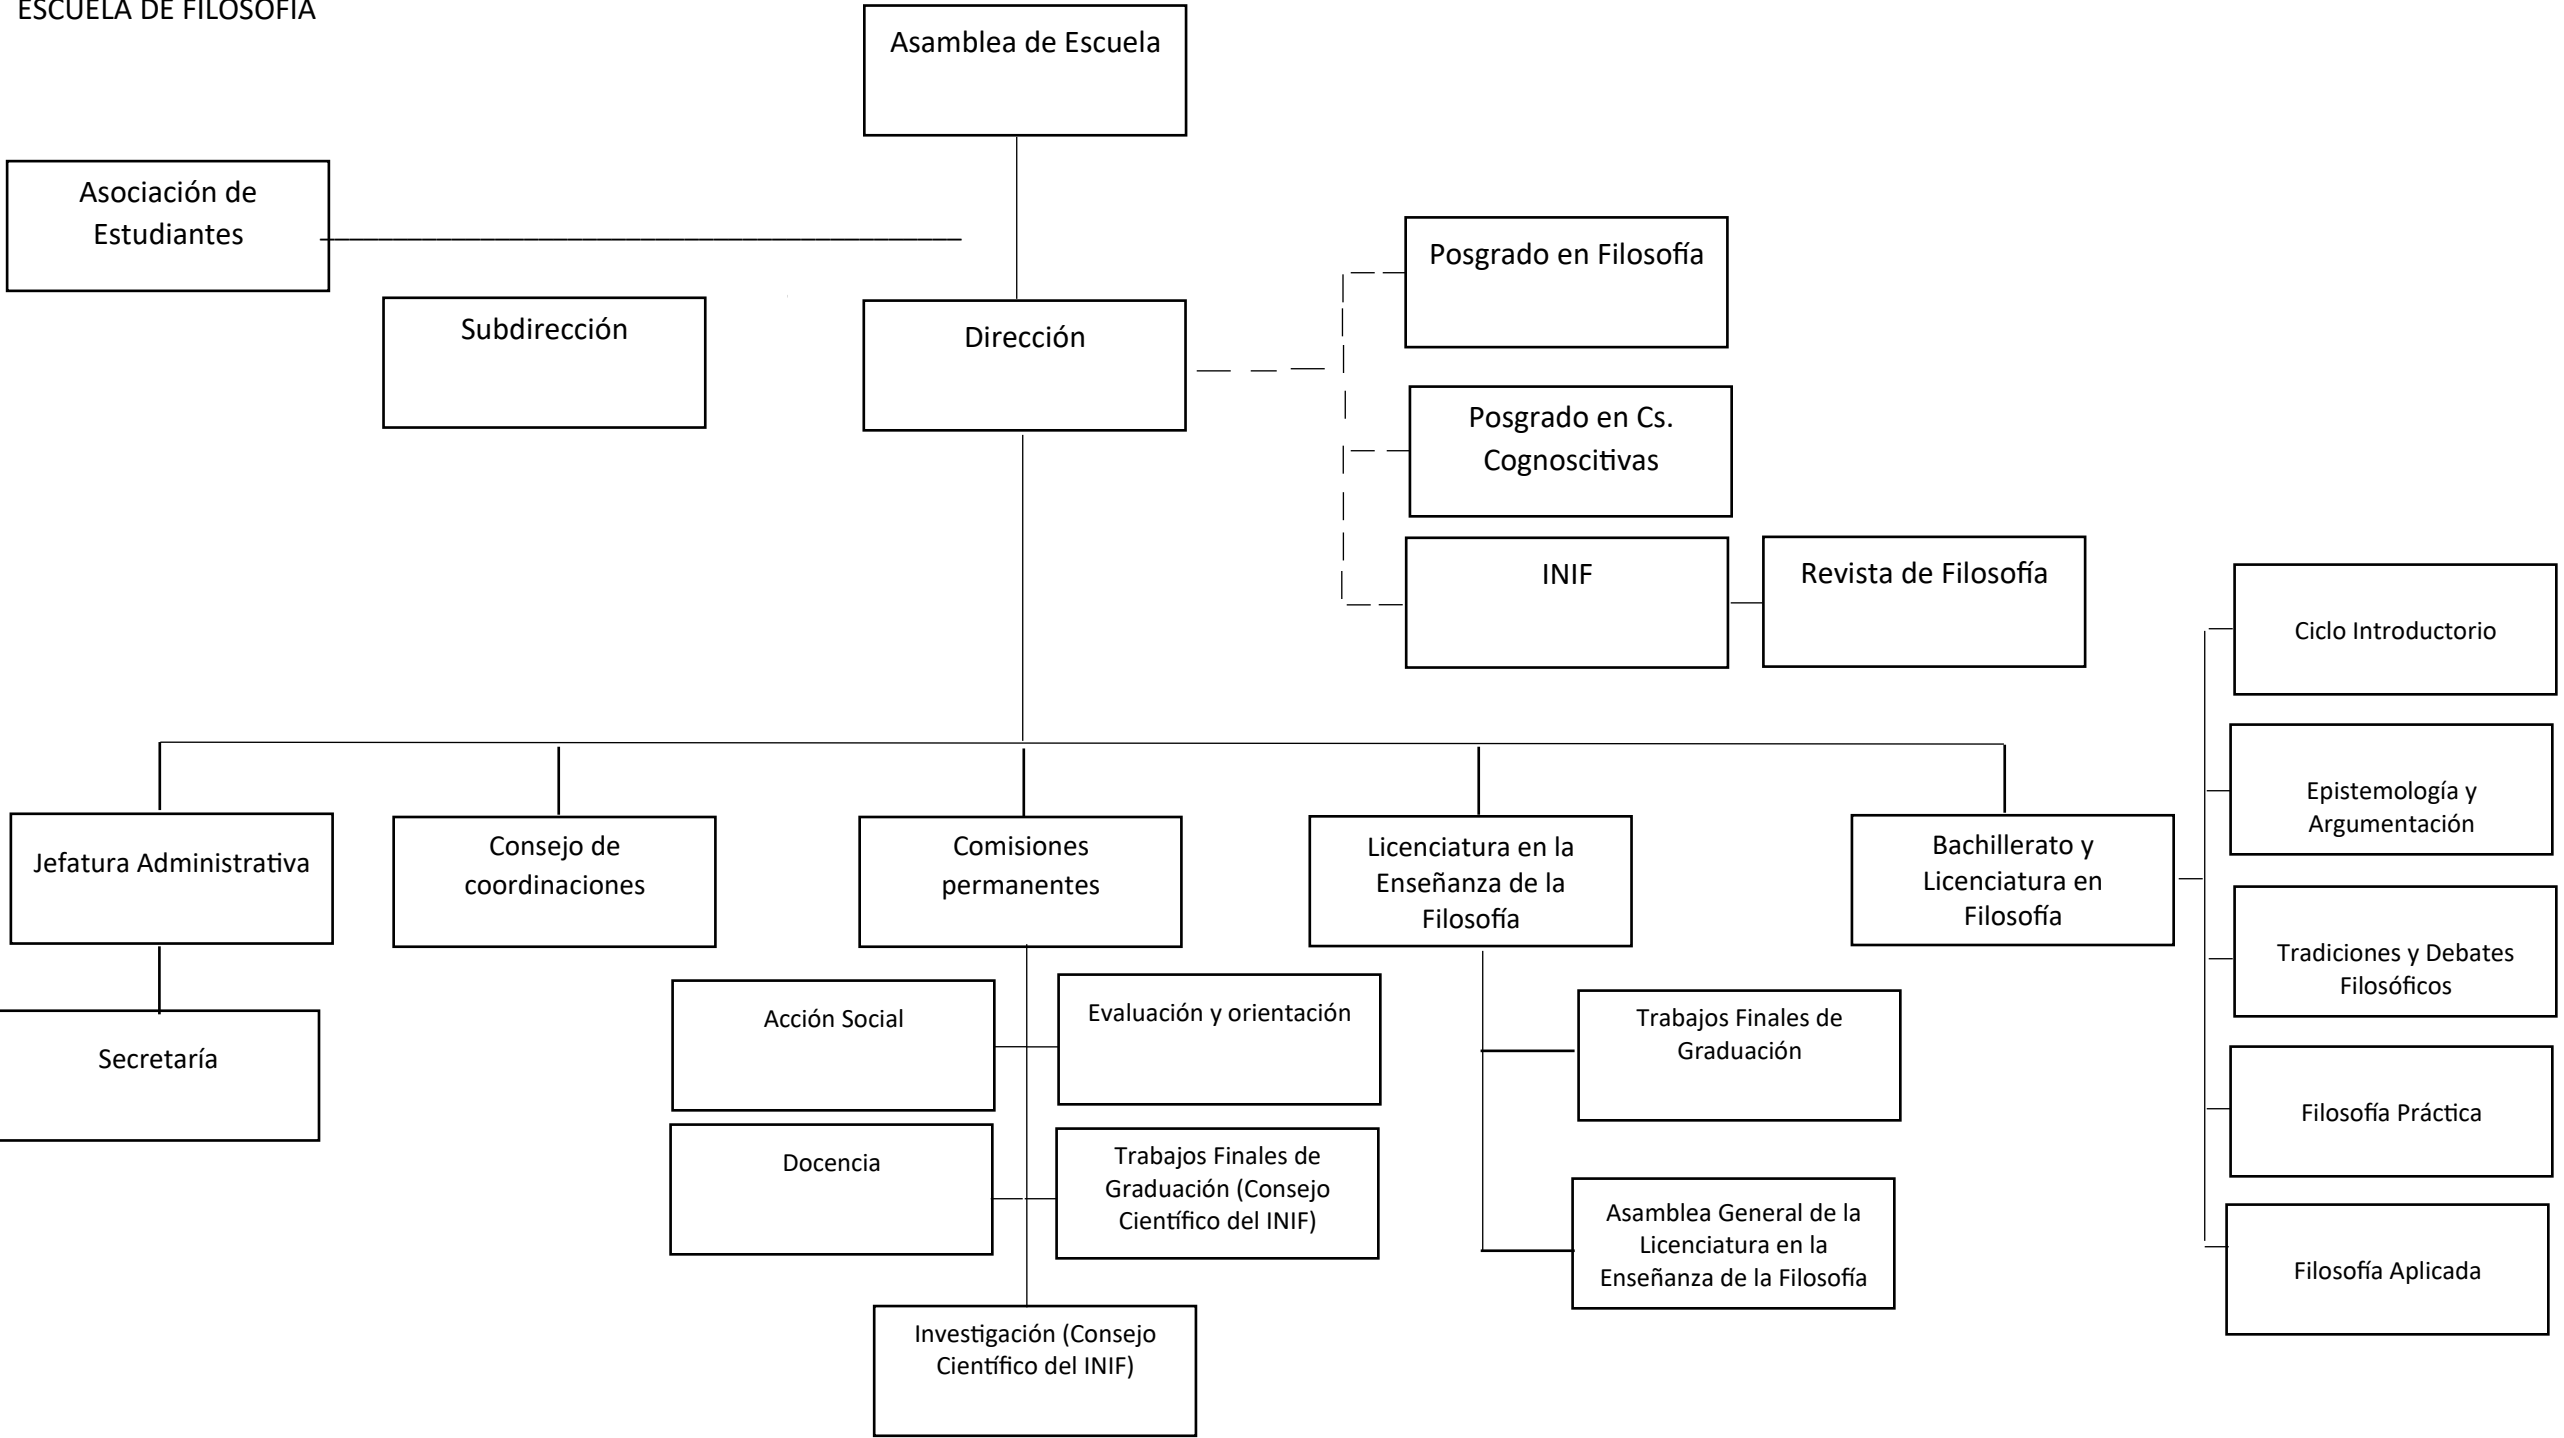 ESCUELA DE FILOSOFÍA
Asamblea de Escuela
Asociación de
Estudiantes
Subdirección
Dirección
Posgrado en Filosofía
Posgrado en Cs.
Cognoscitivas
INIF
Revista de Filosofía
Jefatura Administrativa
Secretaría
Consejo de
coordinaciones
Comisiones
permanentes
Acción Social
Evaluación y orientación
Docencia
Trabajos Finales de
Graduación (Consejo
Científico del INIF)
Investigación (Consejo
Científico del INIF)
Licenciatura en la
Enseñanza de la
Filosofía
Trabajos Finales de
Graduación
Asamblea General de la
Licenciatura en la
Enseñanza de la Filosofía
Bachillerato y
Licenciatura en
Filosofía
Ciclo Introductorio
Epistemología y
Argumentación
Tradiciones y Debates
Filosóficos
Filosofía Práctica
Filosofía Aplicada